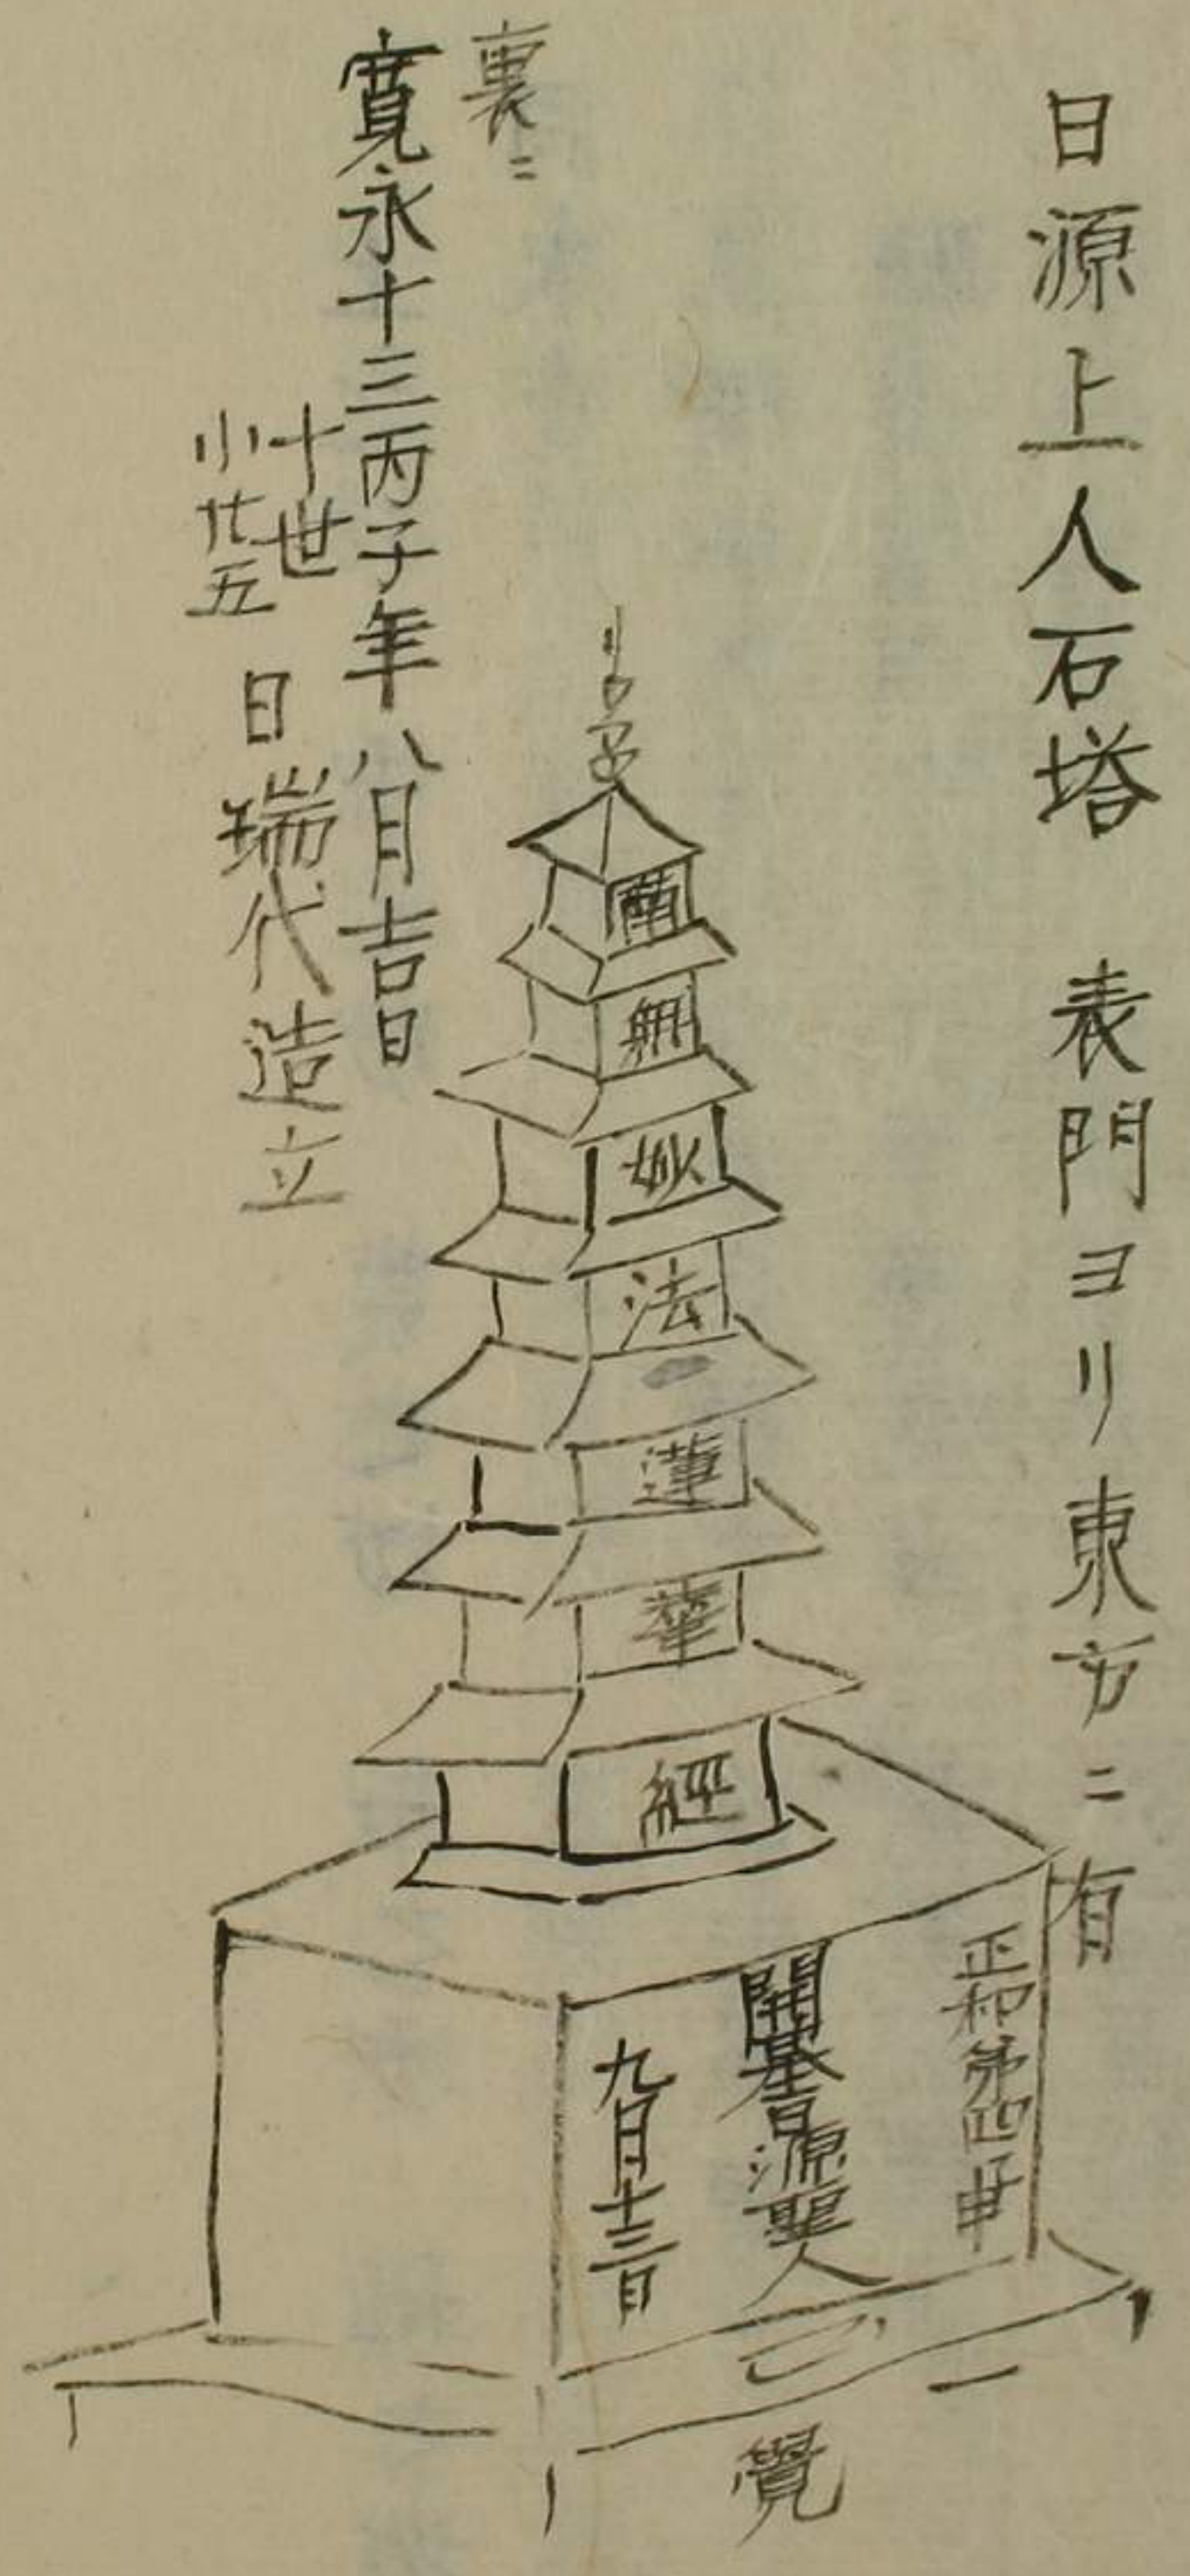 日源上人石塔　表門ヨリ東方ニ有
南
無
妙
法
蓮
華
經
正和第四
開基日源聖人
九月十三日
覺
裏ニ
寛永十三丙子年八月吉日
十世
小廿五
日瑞代造立